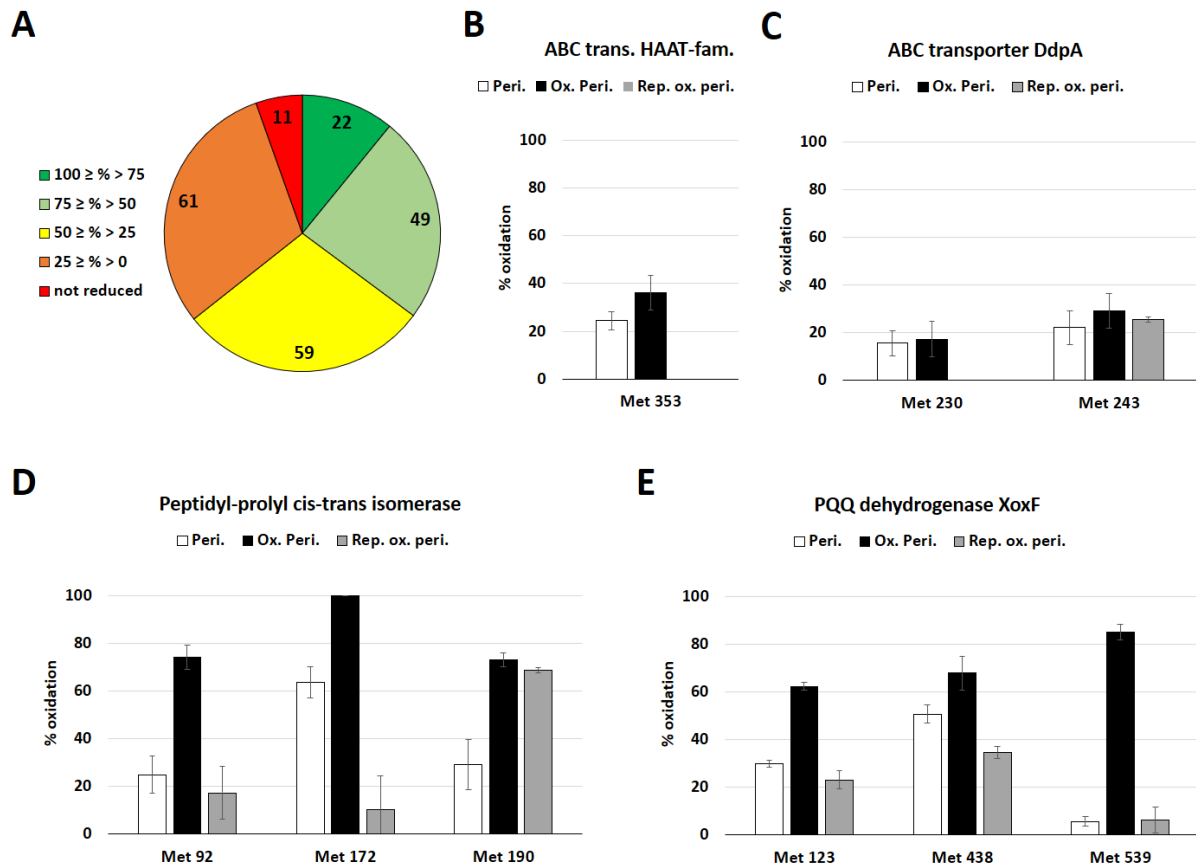 A
100 ≥ % > 75
75 ≥ % > 50
50 ≥ % > 25
25 ≥ % > 0
not reduced
11
22
49
59
61
B
ABC trans. HAAT-fam.
Peri. Ox. Peri. Rep. ox. peri.
% oxidation
100
80
60
40
20
0
Met 353
C
ABC transporter DdpA
Peri. Ox. Peri. Rep. ox. peri.
% oxidation
100
80
60
40
20
0
Met 230 Met 243
D
Peptidyl-prolyl cis-trans isomerase
Peri. Ox. Peri. Rep. ox. peri.
% oxidation
100
80
60
40
20
0
Met 92 Met 172 Met 190
E
PQQ dehydrogenase XoxF
Peri. Ox. Peri. Rep. ox. peri.
% oxidation
100
80
60
40
20
0
Met 123 Met 438 Met 539